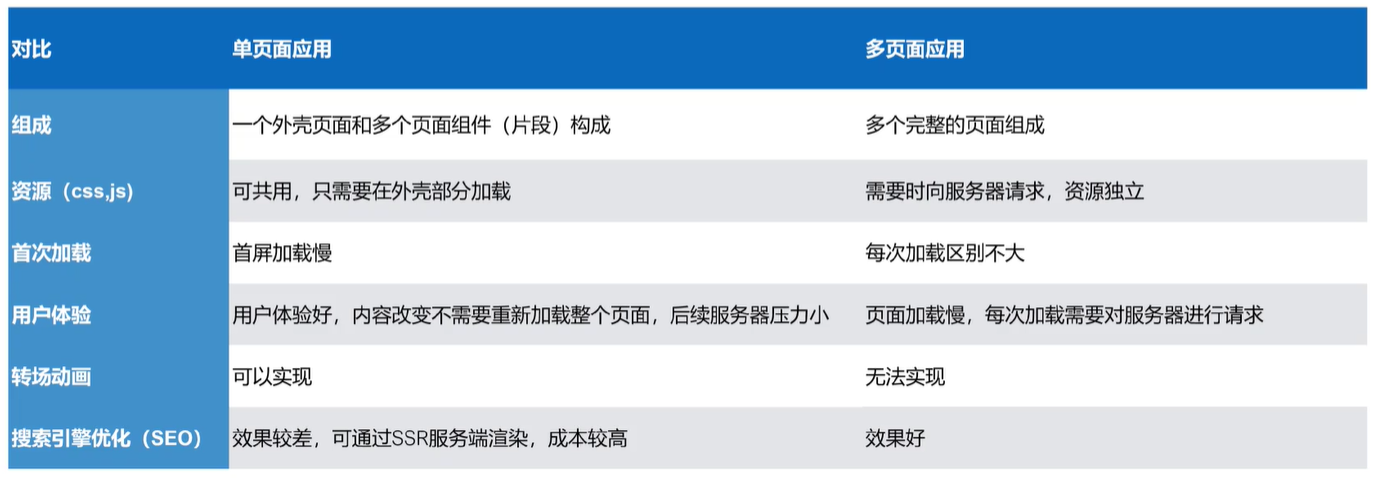 对比 单页面应用 多页面应用
组成 一个外壳页面和多个页面组件（片段）构成 多个完整的页面组成
资源（css,js) 可共用，只需要在外壳部分加载 需要时向服务器请求，资源独立
首次加载 首屏加载慢 每次加载区别不大
用户体验 用户体验好，内容改变不需要重新加载整个页面，后续服务器压力小 页面加载慢，每次加载需要对服务器进行请求
转场动画 可以实现 无法实现
搜索引擎优化（SEO） 效果较差，可通过SSR服务端渲染，成本较高 效果好